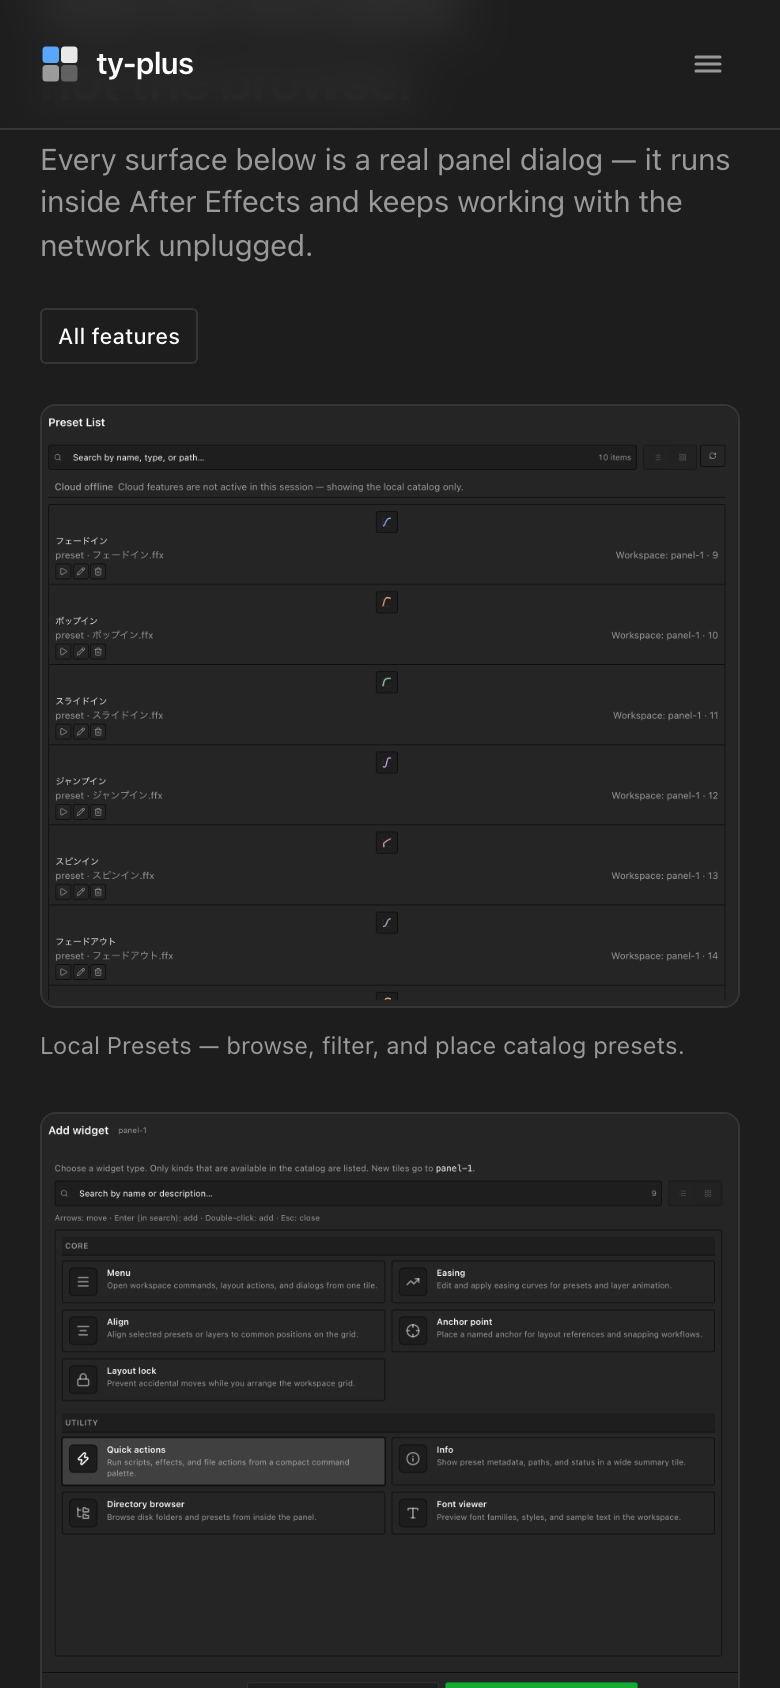 ty-plus
Every surface below is a real panel dialog — it runs
inside After Effects and keeps working with the
network unplugged.
All features
Preset List
Search by name, type, or path...
10 items
Cloud offline Cloud features are not active in this session — showing the local catalog only.
フェードイン
preset · フェードイン.ffx
Workspace: panel-1 · 9
ポップイン
preset · ポップイン.ffx
Workspace: panel-1 · 10
スライドイン
preset · スライドイン.ffx
Workspace: panel-1 · 11
ジャンプイン
preset · ジャンプイン.ffx
Workspace: panel-1 · 12
スピンイン
preset · スピンイン.ffx
Workspace: panel-1 · 13
フェードアウト
preset · フェードアウト.ffx
Workspace: panel-1 · 14
Local Presets — browse, filter, and place catalog presets.
Add widget panel-1
Choose a widget type. Only kinds that are available in the catalog are listed. New tiles go to panel-1.
Search by name or description...
9
Arrows: move · Enter (in search): add · Double-click: add · Esc: close
CORE
Menu
Open workspace commands, layout actions, and dialogs from one tile.
Easing
Edit and apply easing curves for presets and layer animation.
Align
Align selected presets or layers to common positions on the grid.
Anchor point
Place a named anchor for layout references and snapping workflows.
Layout lock
Prevent accidental moves while you arrange the workspace grid.
UTILITY
Quick actions
Run scripts, effects, and file actions from a compact command
palette.
Info
Show preset metadata, paths, and status in a wide summary tile.
Directory browser
Browse disk folders and presets from inside the panel.
Font viewer
Preview font families, styles, and sample text in the workspace.